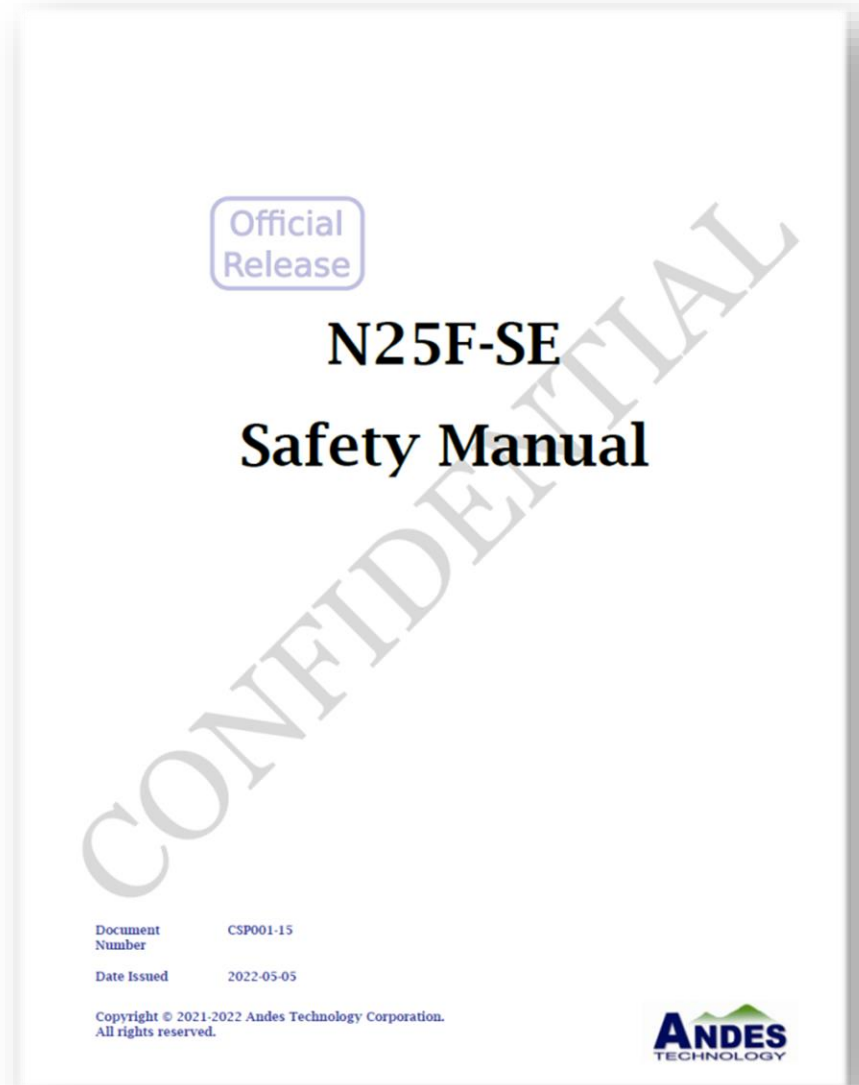 Official
Release
N25F-SE
Safety Manual
CONFIDENTIAL
Document
Number
CSP001-15
Date Issued
2022-05-05
Copyright © 2021-2022 Andes Technology Corporation.
All rights reserved.
ANDES
TECHNOLOGY